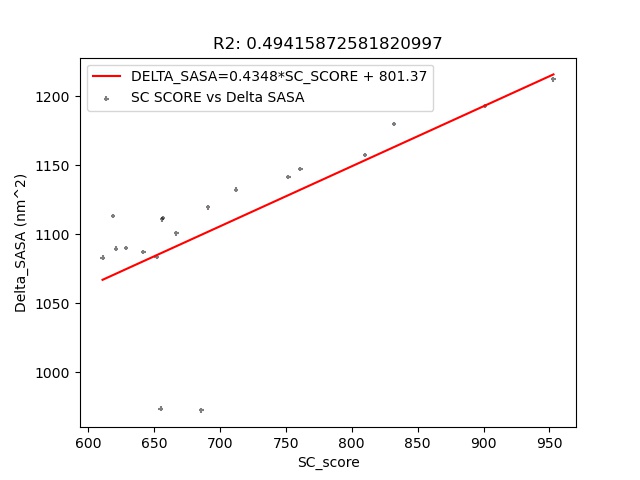 R2: 0.49415872581820997
DELTA_SASA=0.4348*SC_SCORE + 801.37
SC SCORE vs Delta SASA
Delta_SASA (nm^2)
1200
1150
1100
1050
1000
600 650 700 750 800 850 900 950
SC_score